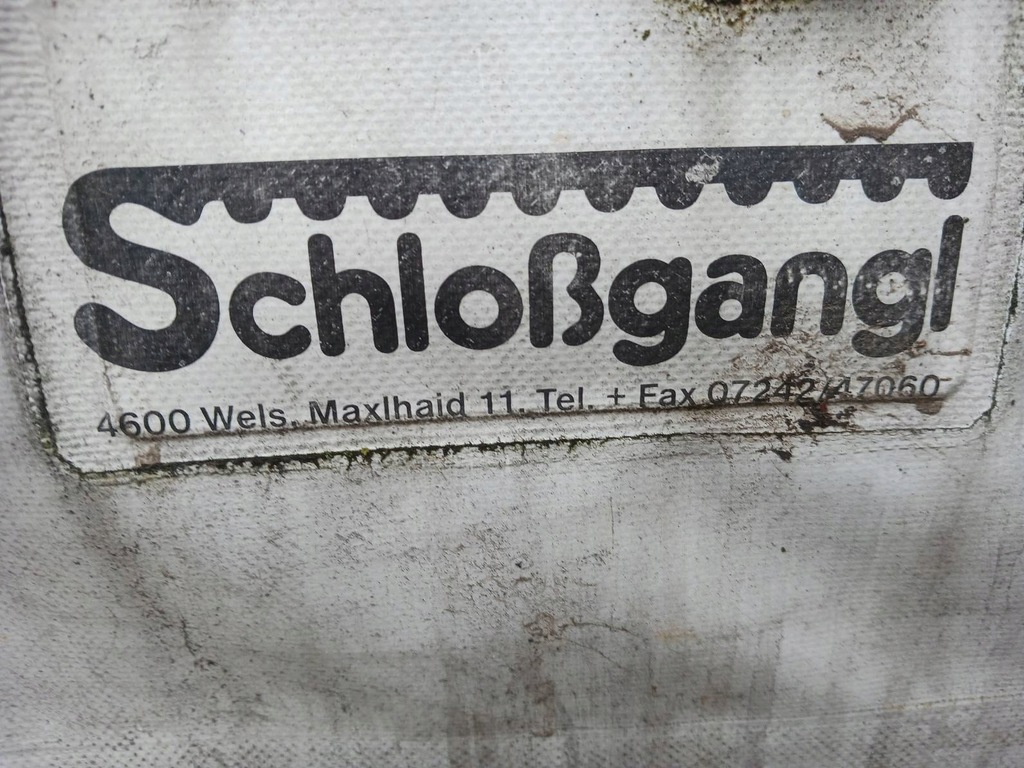 Schloßgangl
4600 Wels, Maxlhaid 11, Tel. + Fax 07242/47060